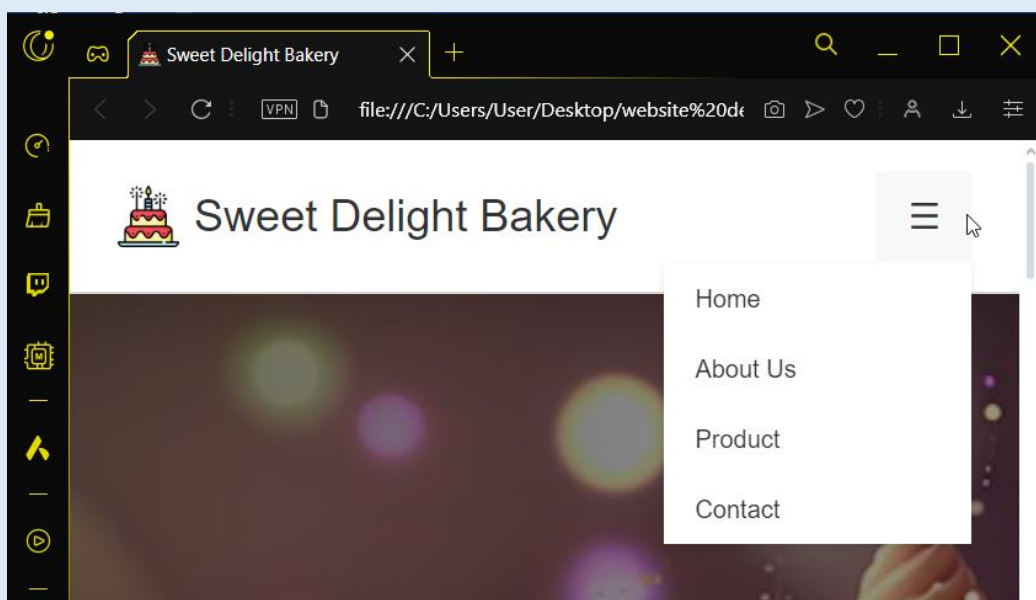 Sweet Delight Bakery
VPN
file:///C:/Users/User/Desktop/website%20de
M
Sweet Delight Bakery
Home
About Us
Product
Contact